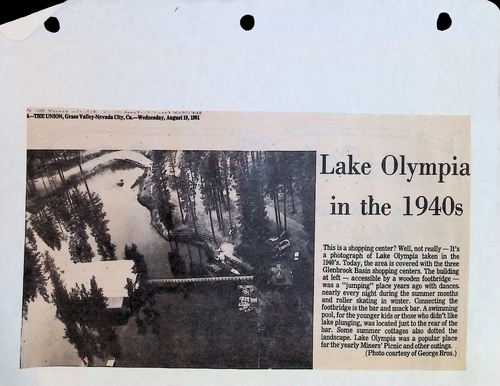 —THE UNION, Grass Valley-Nevada City, Ca.—Wednesday, August 19, 1981
Lake Olympia
in the 1940s
This is a shopping center? Well, not really — It's
a photograph of Lake Olympia taken in the
1940's. Today, the area is covered with the three
Glenbrook Basin shopping centers. The building
at left — accessible by a wooden footbridge —
was a "jumping" place years ago with dances.
nearly every night during the summer months
and roller skating in winter. Connecting the
footbridge is the bar and snack bar. A swimming
pool, for the younger kids or those who didn't like
lake plunging, was located just to the rear of the
bar. Some summer cottages also dotted the
landscape. Lake Olympia was a popular place
for the yearly Miners' Picnic and other outings.
(Photo courtesy of George Bros.)